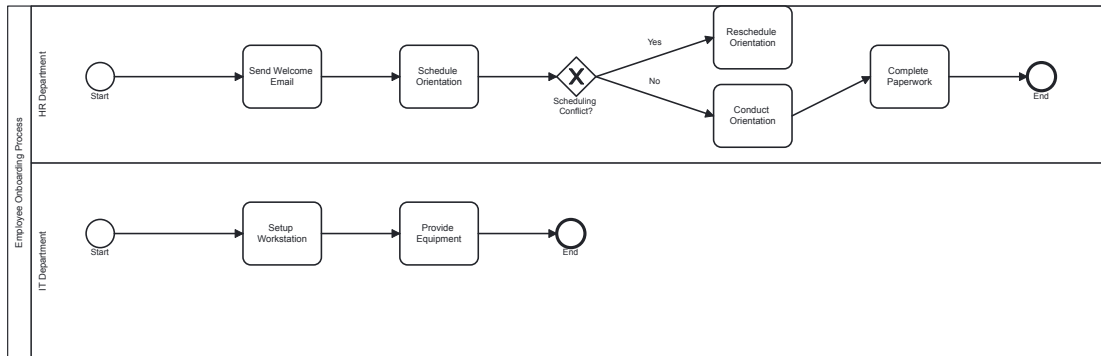 Employee Onboarding Process
HR Department
Start
Send Welcome
Email
Schedule
Orientation
Scheduling
Conflict?
Yes
No
Reschedule
Orientation
Conduct
Orientation
Complete
Paperwork
End
IT Department
Start
Setup
Workstation
Provide
Equipment
End